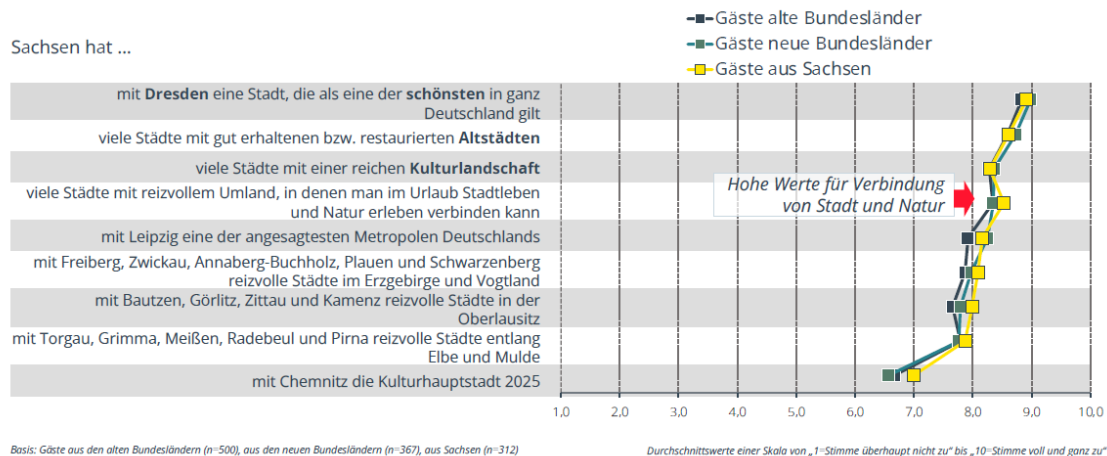 Gäste alte Bundesländer
Gäste neue Bundesländer
Gäste aus Sachsen
Sachsen hat ...
mit Dresden eine Stadt, die als eine der schönsten in ganz
Deutschland gilt
viele Städte mit gut erhaltenen bzw. restaurierten Altstädten
viele Städte mit einer reichen Kulturlandschaft
viele Städte mit reizvollem Umland, in denen man im Urlaub Stadtleben
und Natur erleben verbinden kann
Hohe Werte für Verbindung
von Stadt und Natur
mit Leipzig eine der angesagtesten Metropolen Deutschlands
mit Freiberg, Zwickau, Annaberg-Buchholz, Plauen und Schwarzenberg
reizvolle Städte im Erzgebirge und Vogtland
mit Bautzen, Görlitz, Zittau und Kamenz reizvolle Städte in der
Oberlausitz
mit Torgau, Grimma, Meißen, Radebeul und Pirna reizvolle Städte entlang
Elbe und Mulde
mit Chemnitz die Kulturhauptstadt 2025
1,0 2,0 3,0 4,0 5,0 6,0 7,0 8,0 9,0 10,0
Basis: Gäste aus den alten Bundesländern (n=500), aus den neuen Bundesländern (n=367), aus Sachsen (n=312)
Durchschnittswerte einer Skala von „1=Stimme überhaupt nicht zu“ bis „10=Stimme voll und ganz zu“